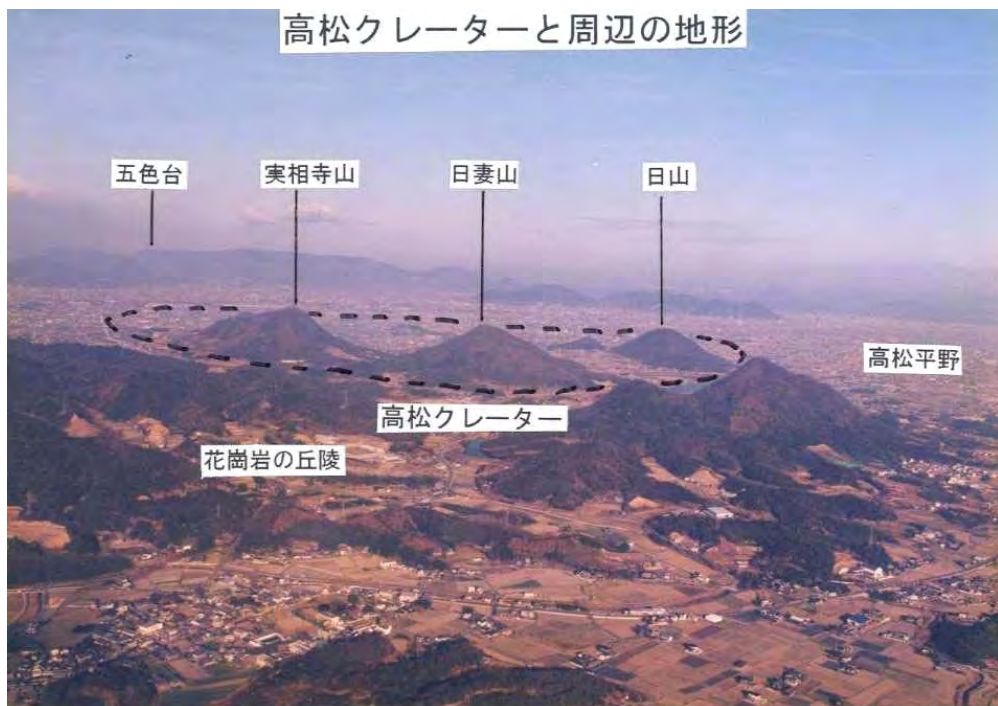 高松クレーターと周辺の地形
五色台
実相寺山
日妻山
日山
高松平野
高松クレーター
花崗岩の丘陵